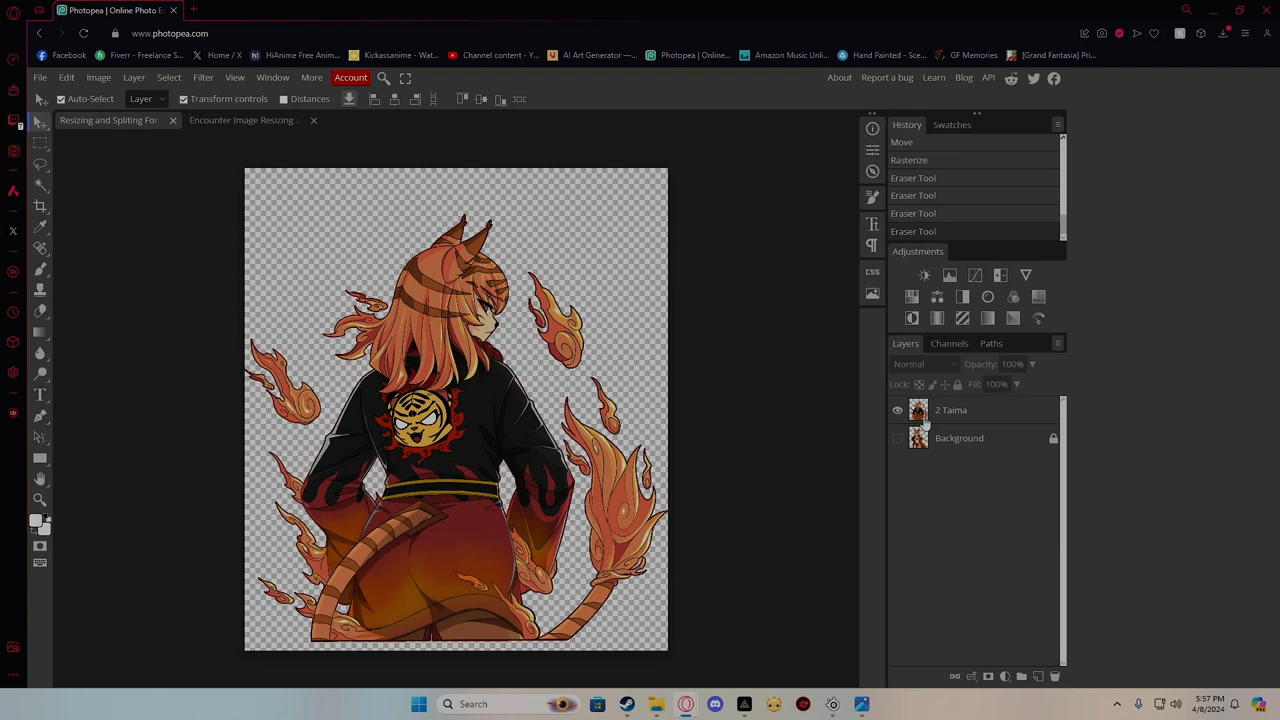 Photopea | Online Photo E
www.photopea.com
Facebook Fiverr - Freelance S... Home / X HiAnime Free Anim... Kickassanime - Wat... Content creation - Y... AI Art Generator —... Photopea | Online... Amazon Music Unli... Hand Painted - Sce... GF Memories [Grand Fantasia] Pri...
File Edit Image Layer Select Filter View Window More Account About Report a bug Learn Blog API
Auto-Select Layer Transform controls Distances
Resizing and Spliting For Encounter Image Resizing
History Swatches
Move
Rasterize
Eraser Tool
Eraser Tool
Eraser Tool
Eraser Tool
Adjustments
CSS
Layers Channels Paths
Normal Opacity: 100%
Lock: Fill: 100%
2 Taima
Background
eff
Search
5:57 PM
4/8/2024